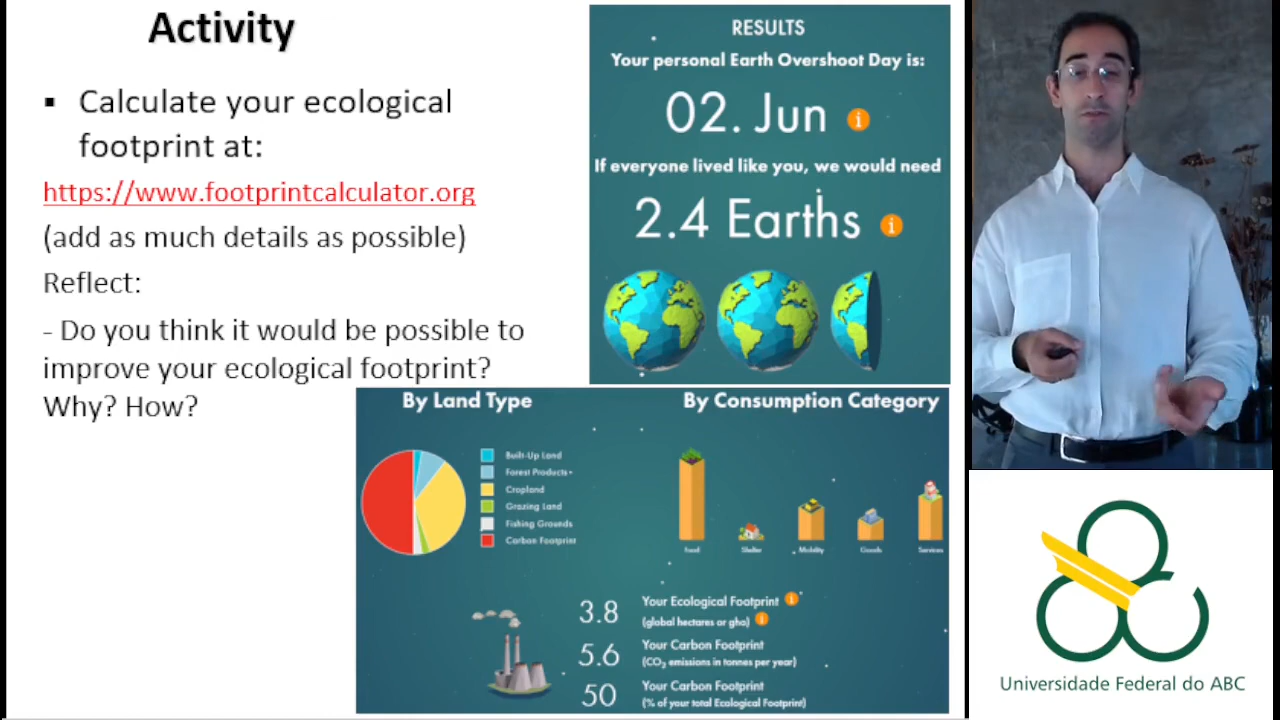 Activity
▪ Calculate your ecological
footprint at:
https://www.footprintcalculator.org
(add as much details as possible)
Reflect:
- Do you think it would be possible to
improve your ecological footprint?
Why? How?
RESULTS
Your personal Earth Overshoot Day is:
02. Jun i
If everyone lived like you, we would need
2.4 Earths i
By Land Type
Built-Up Land
Forest Products
Cropland
Grazing Land
Fishing Grounds
Carbon Footprint
By Consumption Category
Food Shelter Mobility Goods Services
3.8 Your Ecological Footprint i
(global hectares or gha) i
5.6 Your Carbon Footprint
(CO₂ emissions in tonnes per year)
50 Your Carbon Footprint
(% of your total Ecological Footprint)
Universidade Federal do ABC